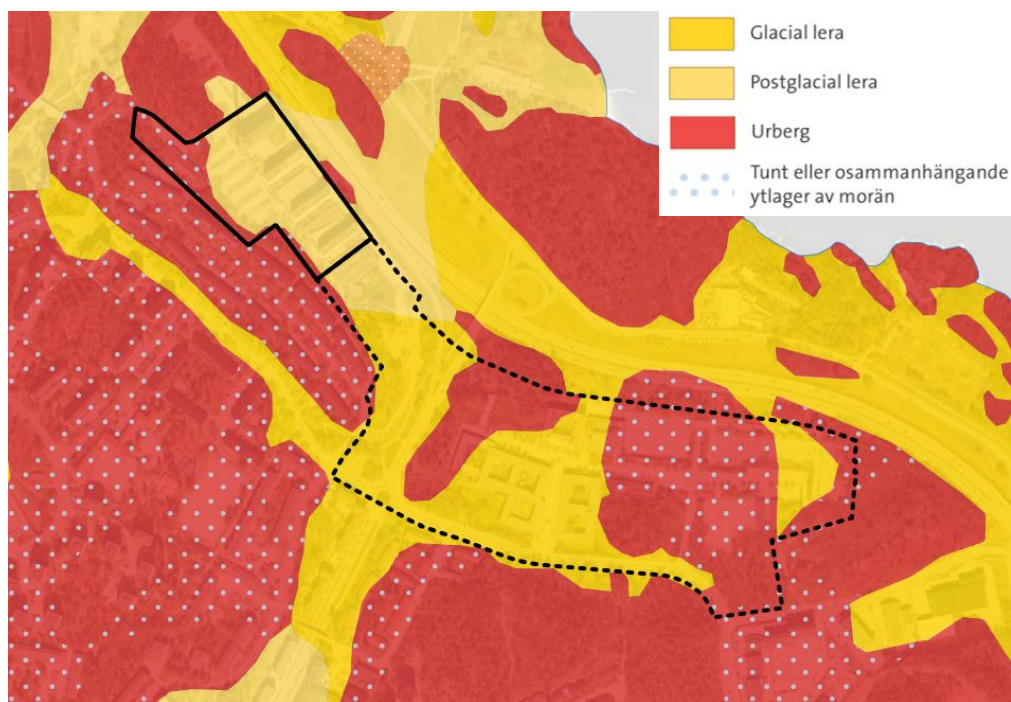 Glacial lera
Postglacial lera
Urberg
Tunt eller osammanhängande
ytlager av morän